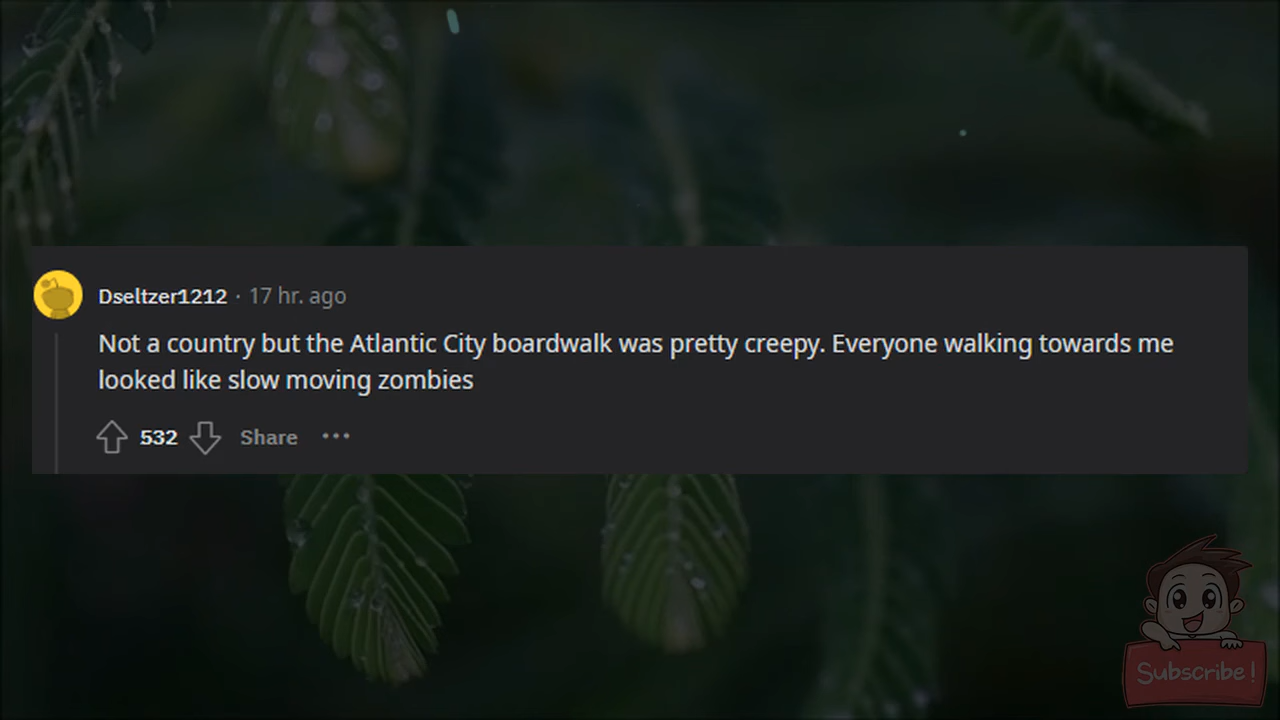 Dseltzer1212 · 17 hr. ago
Not a country but the Atlantic City boardwalk was pretty creepy. Everyone walking towards me
looked like slow moving zombies
532 Share ···
Subscribe!